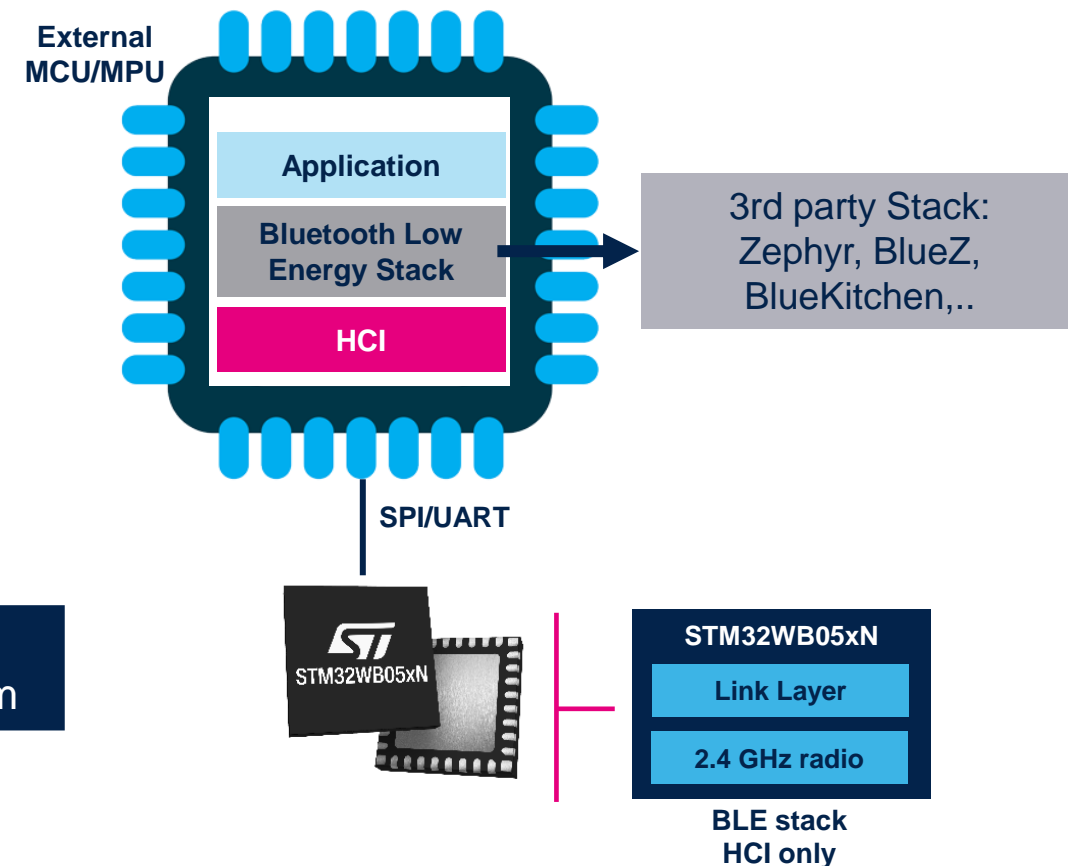 External
MCU/MPU
Application
Bluetooth Low
Energy Stack
HCI
3rd party Stack:
Zephyr, BlueZ,
BlueKitchen,..
SPI/UART
ST
STM32WB05xN
STM32WB05xN
Link Layer
2.4 GHz radio
BLE stack
HCI only